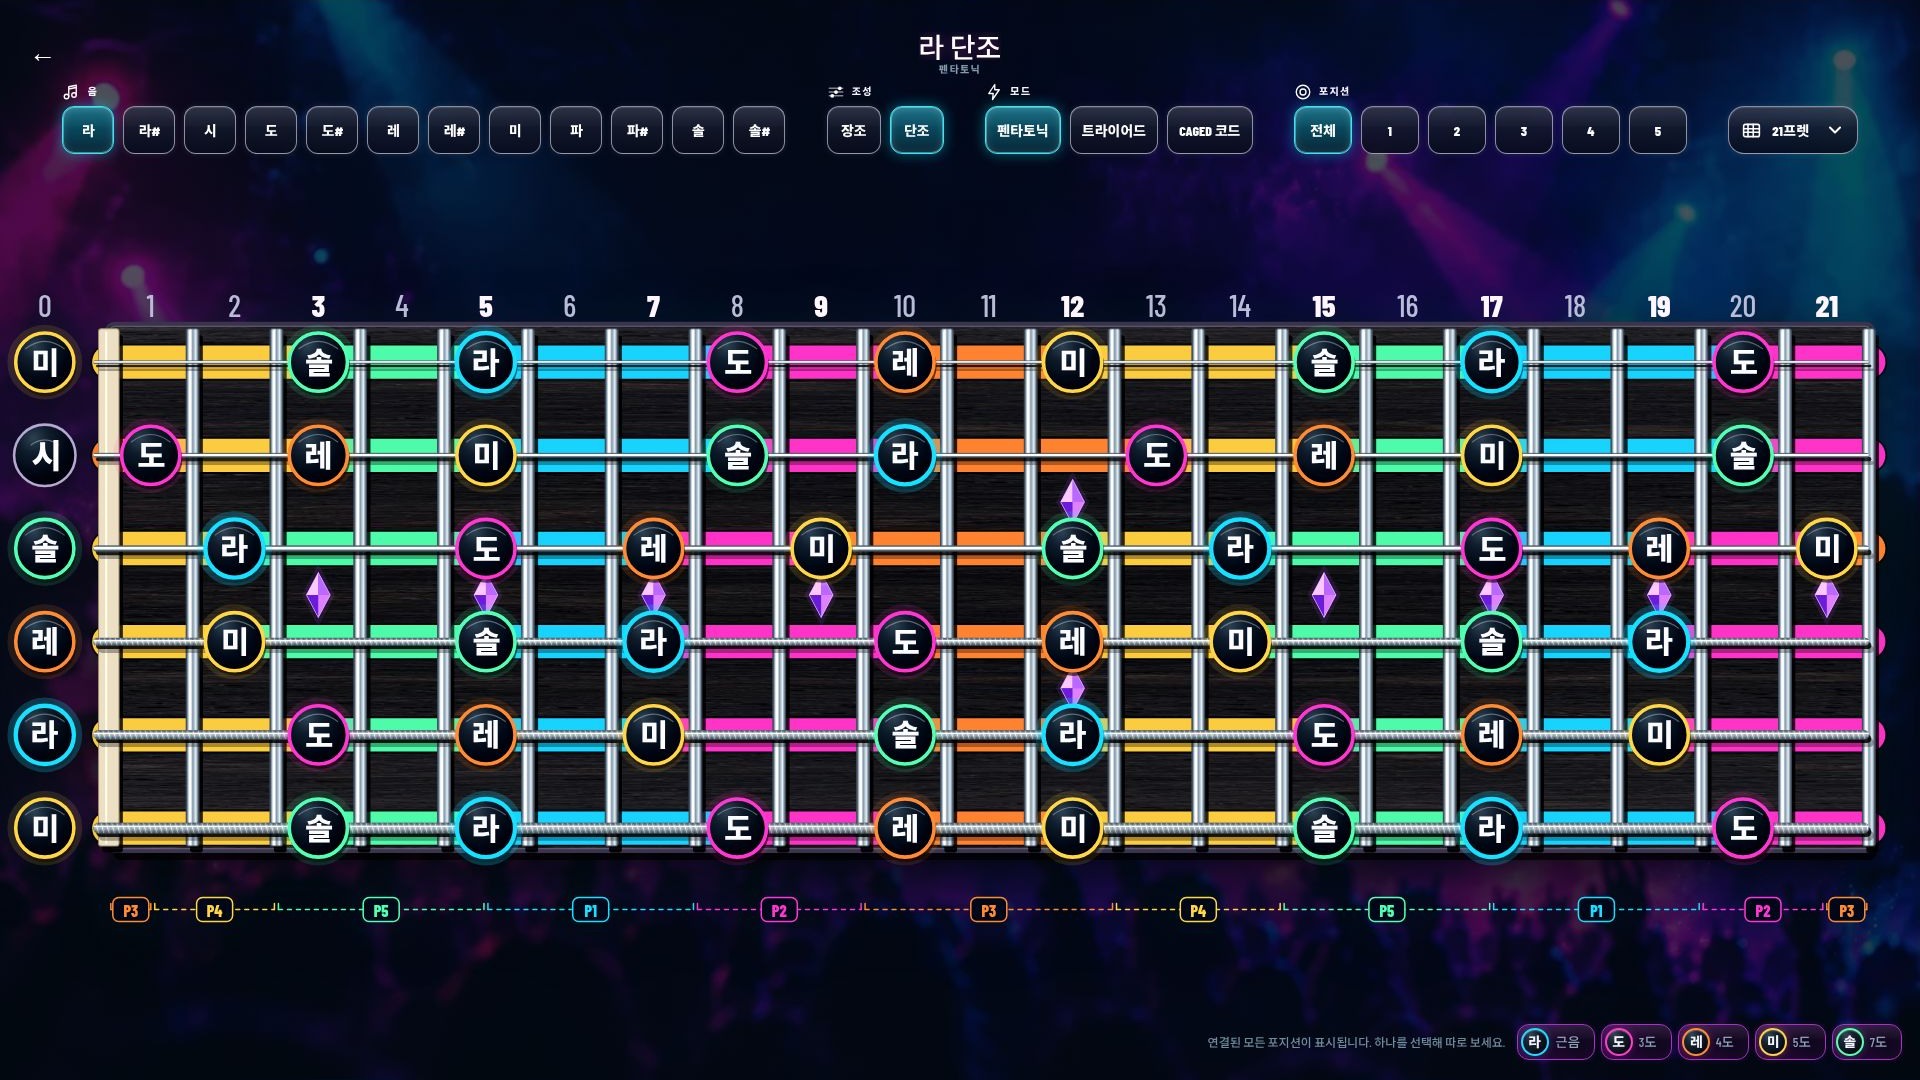 ←
라 단조
펜타토닉
음
조성
모드
포지션
라 라# 시 도 도# 레 레# 미 파 파# 솔 솔# 장조 단조 펜타토닉 트라이어드 CAGED 코드 전체 1 2 3 4 5 21프렛
0 1 2 3 4 5 6 7 8 9 10 11 12 13 14 15 16 17 18 19 20 21
미 솔 라 도 레 미 솔 라 도
시 도 레 미 솔 라 도 레 미 솔
솔 라 도 레 미 솔 라 도 레 미
레 미 솔 라 도 레 미 솔 라
라 도 레 미 솔 라 도 레 미
미 솔 라 도 레 미 솔 라 도
P3 P4 P5 P1 P2 P3 P4 P5 P1 P2 P3
연결된 모든 포지션이 표시됩니다. 하나를 선택해 따로 보세요. 라 근음 도 3도 레 4도 미 5도 솔 7도